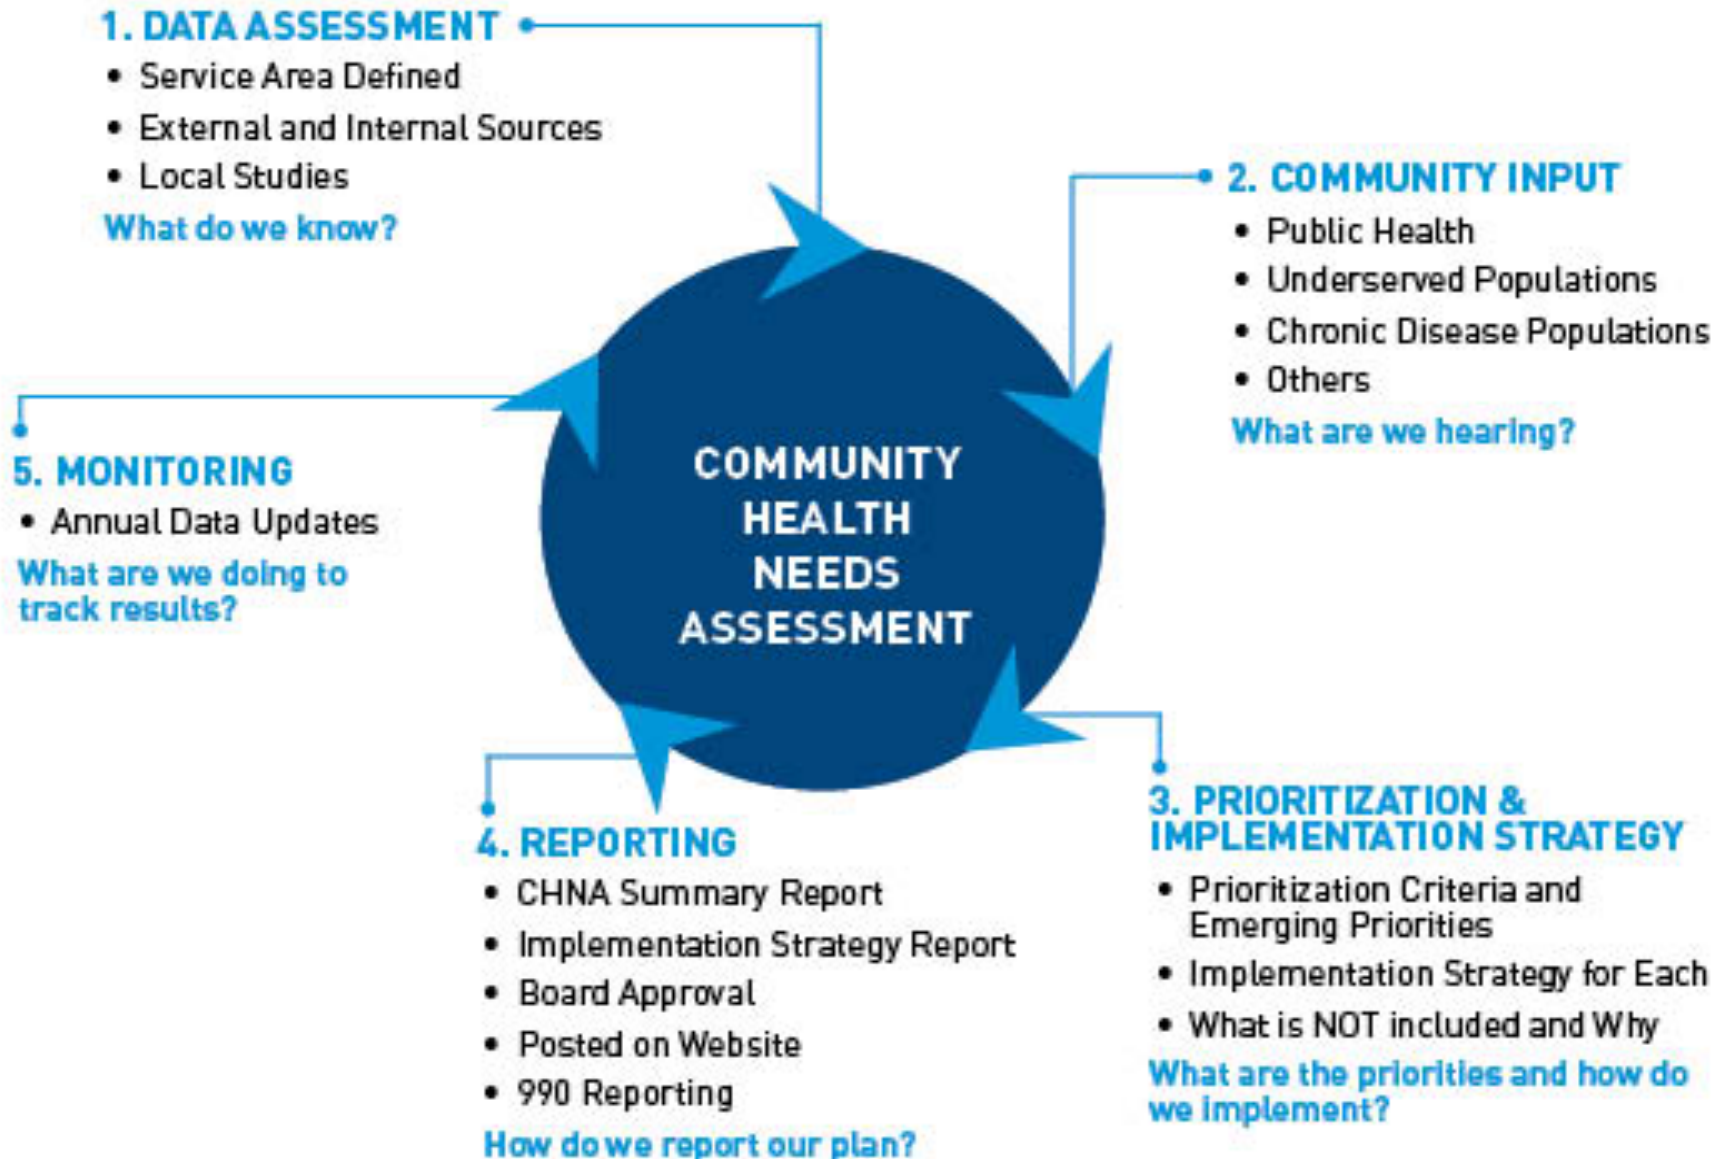 1. DATA ASSESSMENT
• Service Area Defined
• External and Internal Sources
• Local Studies
What do we know?
2. COMMUNITY INPUT
• Public Health
• Underserved Populations
• Chronic Disease Populations
• Others
What are we hearing?
COMMUNITY
HEALTH
NEEDS
ASSESSMENT
3. PRIORITIZATION &
IMPLEMENTATION STRATEGY
• Prioritization Criteria and
Emerging Priorities
• Implementation Strategy for Each
• What is NOT included and Why
What are the priorities and how do
we implement?
4. REPORTING
• CHNA Summary Report
• Implementation Strategy Report
• Board Approval
• Posted on Website
• 990 Reporting
How do we report our plan?
5. MONITORING
• Annual Data Updates
What are we doing to
track results?